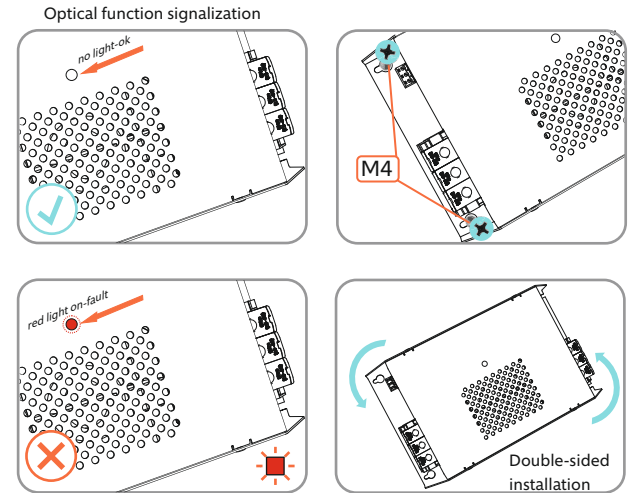 Optical function signalization
no light-ok
M4
red light on-fault
Double-sided
installation